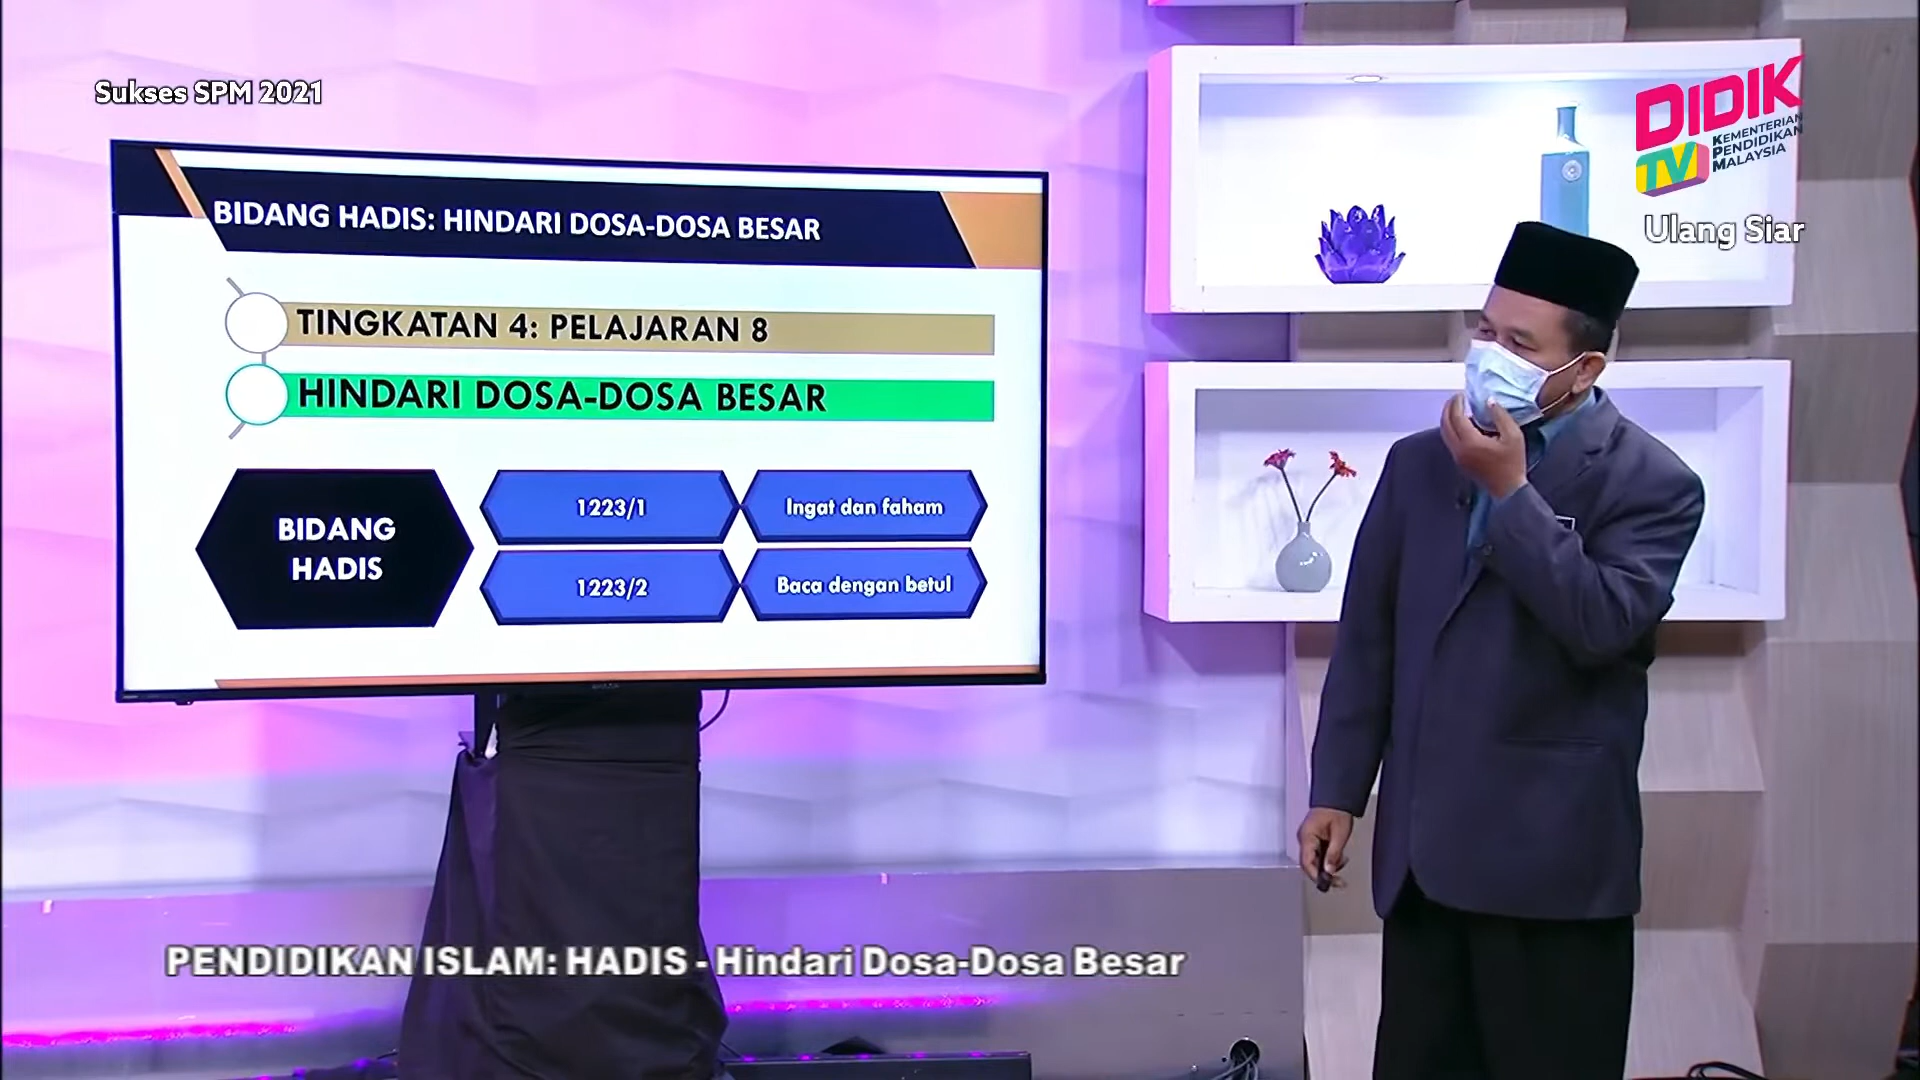 Sukses SPM 2021
DIDIK
TV
KEMENTERIAN
PENDIDIKAN
MALAYSIA
Ulang Siar
BIDANG HADIS: HINDARI DOSA-DOSA BESAR
TINGKATAN 4: PELAJARAN 8
HINDARI DOSA-DOSA BESAR
BIDANG
HADIS
1223/1
Ingat dan faham
1223/2
Baca dengan betul
PENDIDIKAN ISLAM: HADIS - Hindari Dosa-Dosa Besar